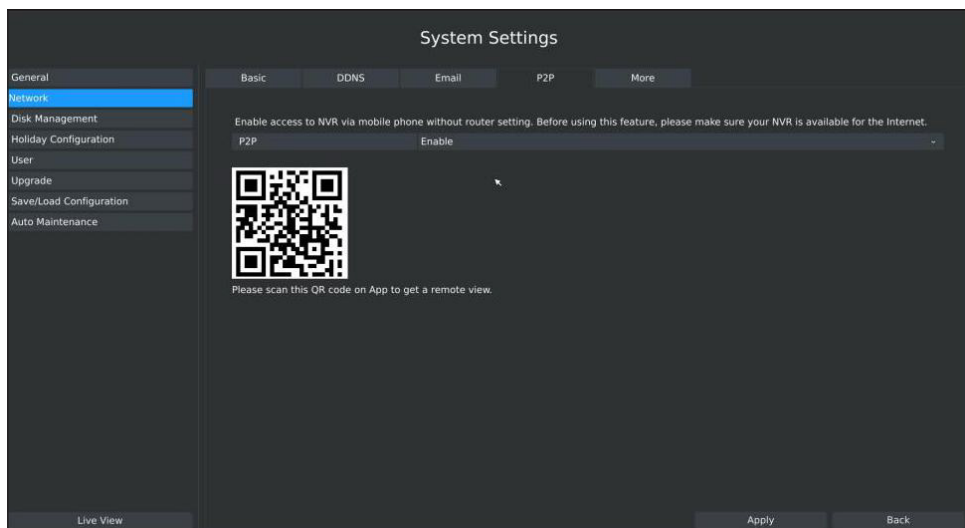 System Settings
General
Network
Disk Management
Holiday Configuration
User
Upgrade
Save/Load Configuration
Auto Maintenance
Basic DDNS Email P2P More
Enable access to NVR via mobile phone without router setting. Before using this feature, please make sure your NVR is available for the Internet.
P2P Enable
Please scan this QR code on App to get a remote view.
Live View Apply Back